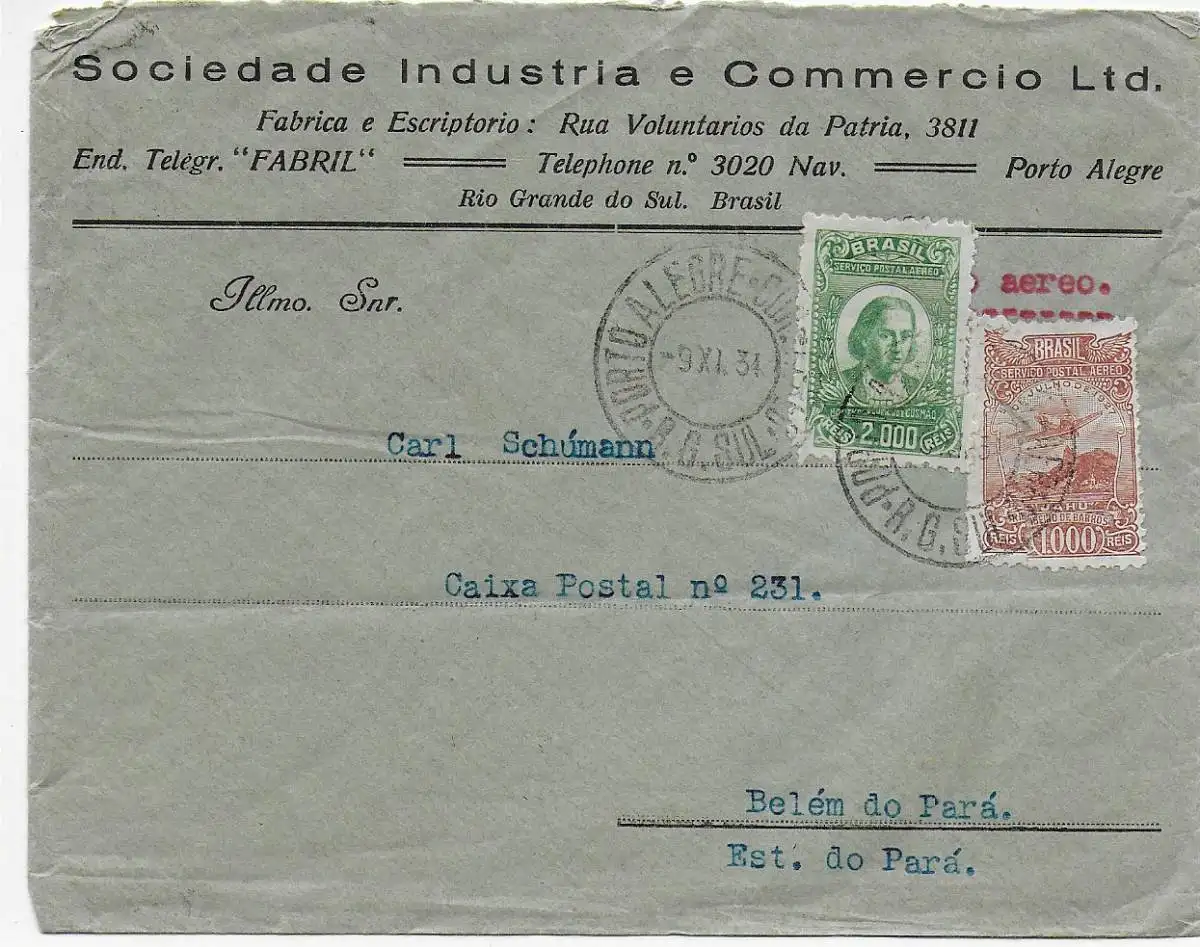 Sociedade Industria e Commercio Ltd.
Fabrica e Escriptorio: Rua Voluntarios da Patria, 3811
End. Telegr. "FABRIL" Telephone n.º 3020 Nav. Porto Alegre
Rio Grande do Sul. Brasil
Illmo. Snr.
aereo.
BRASIL
SERVIÇO POSTAL AEREO
REIS 2.000 REIS
BRASIL
SERVIÇO POSTAL AEREO
JAHU
REIS 1.000 REIS
PORTO ALEGRE
-9 XI. 34
R.G.SUL
R.G.SUL
Carl Schúmann
Caixa Postal nº 231.
Belém do Pará.
Est. do Pará.